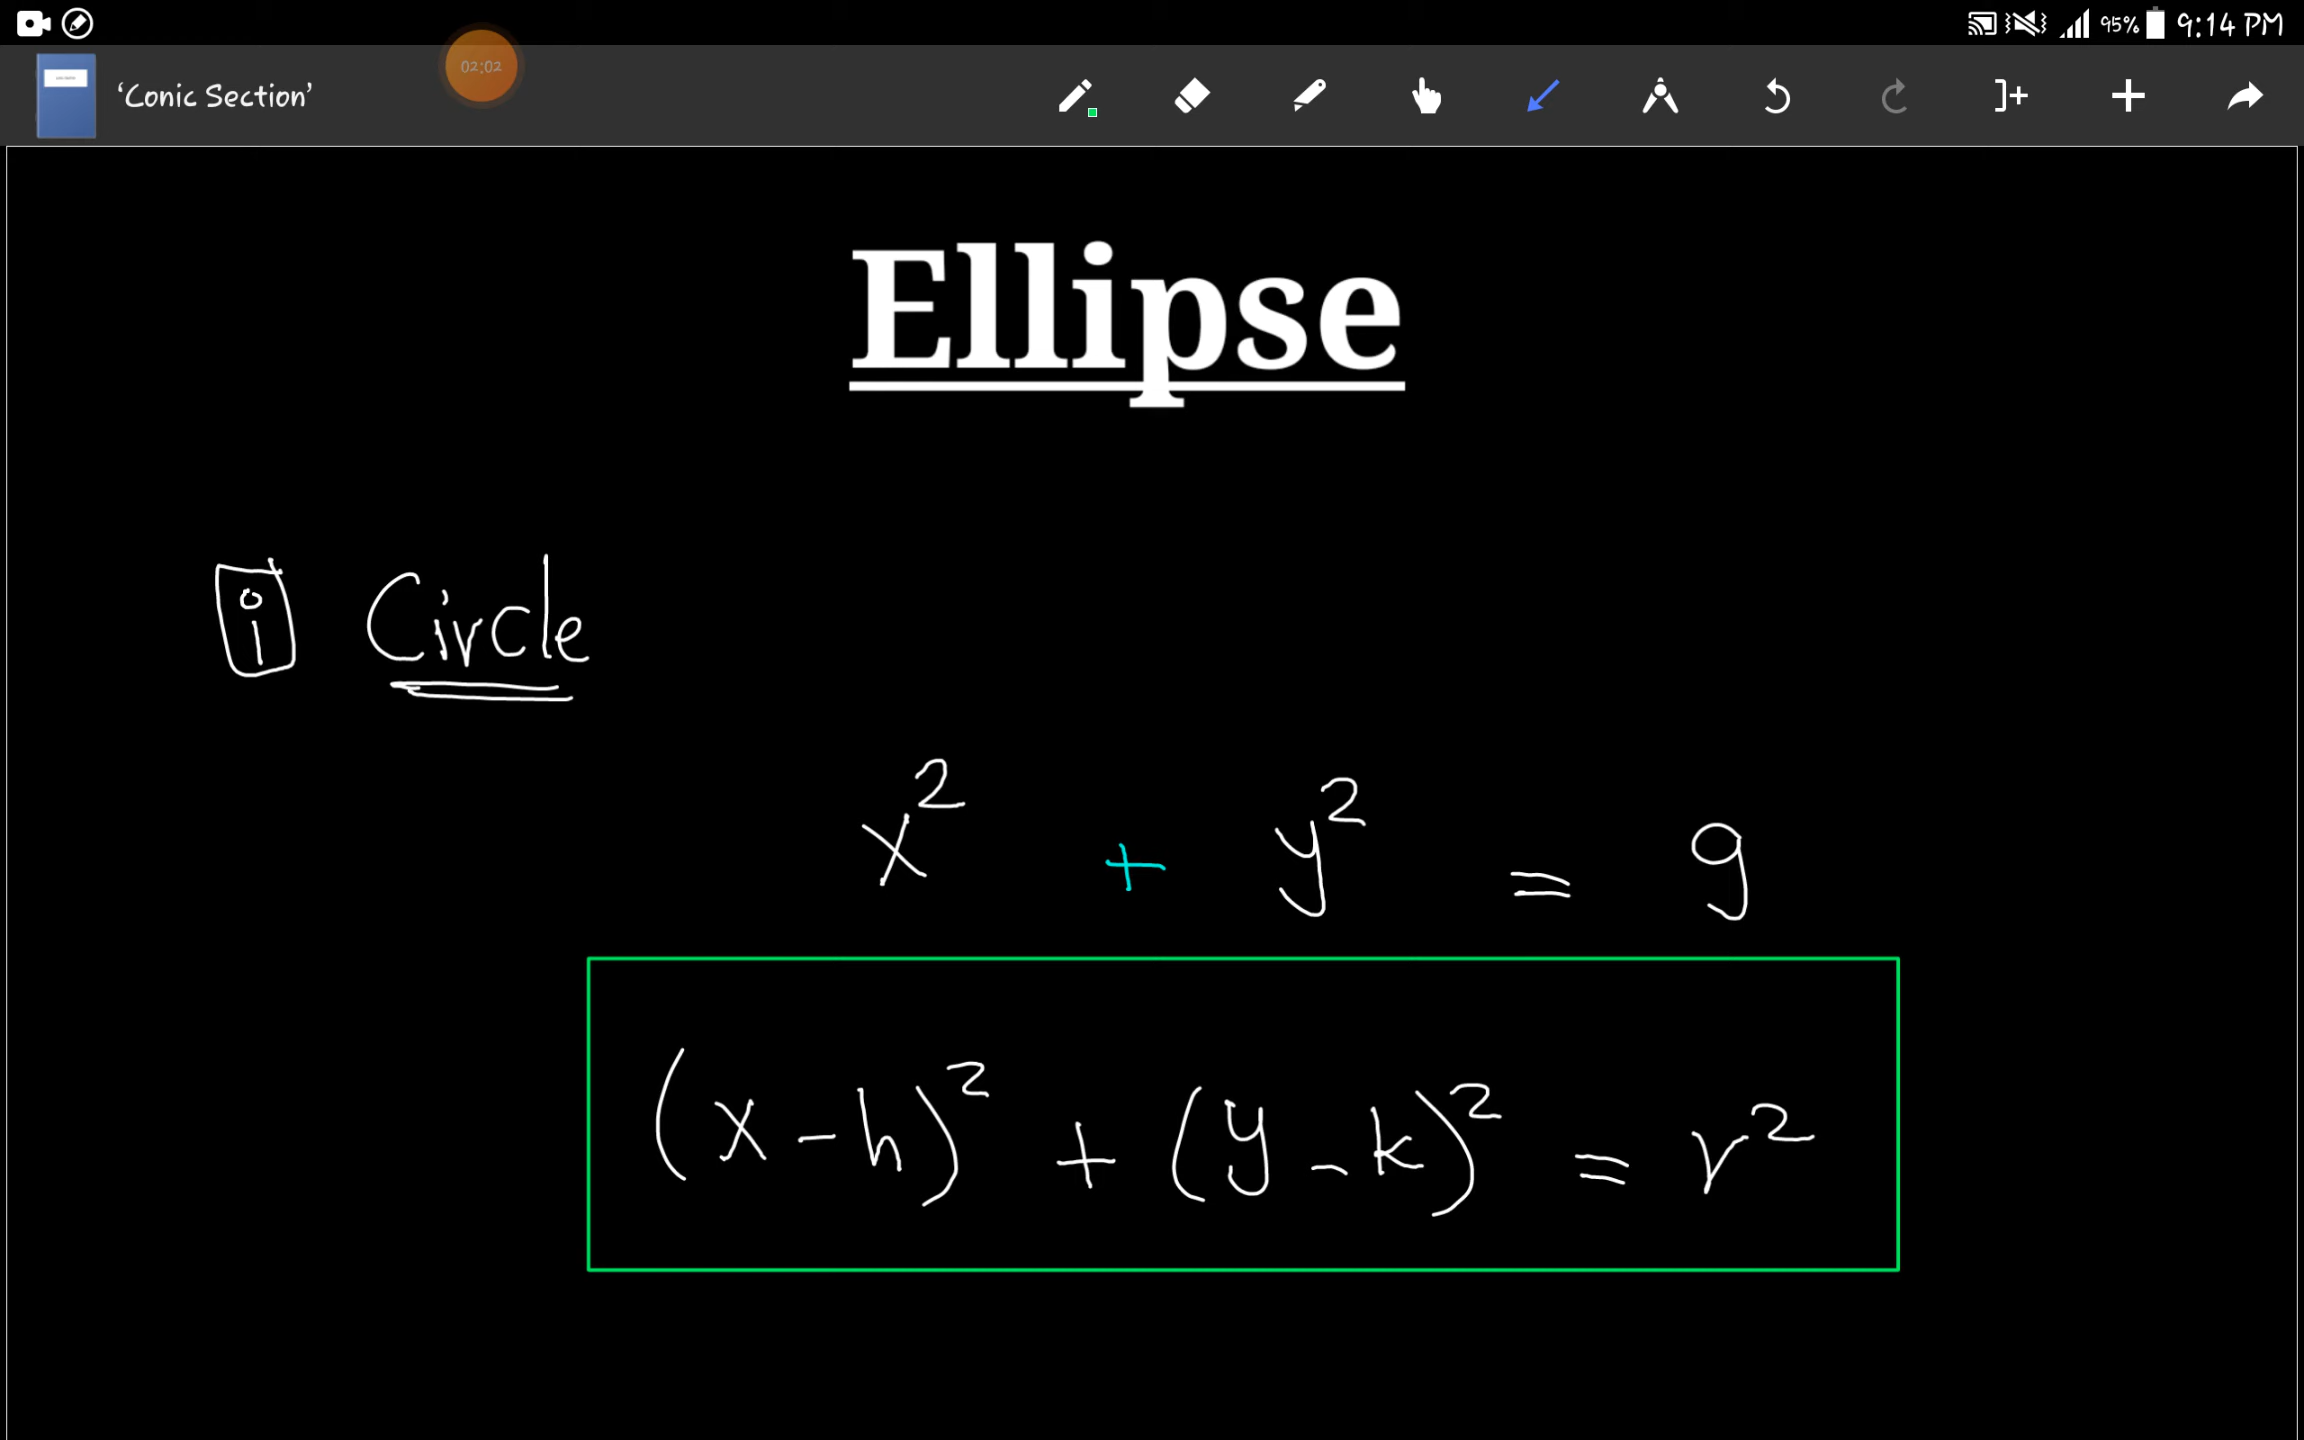 95% 9:14 PM
02:02
'Conic Section'
Ellipse
i Circle
x² + y² = 9
(x-h)² + (y-k)² = r²